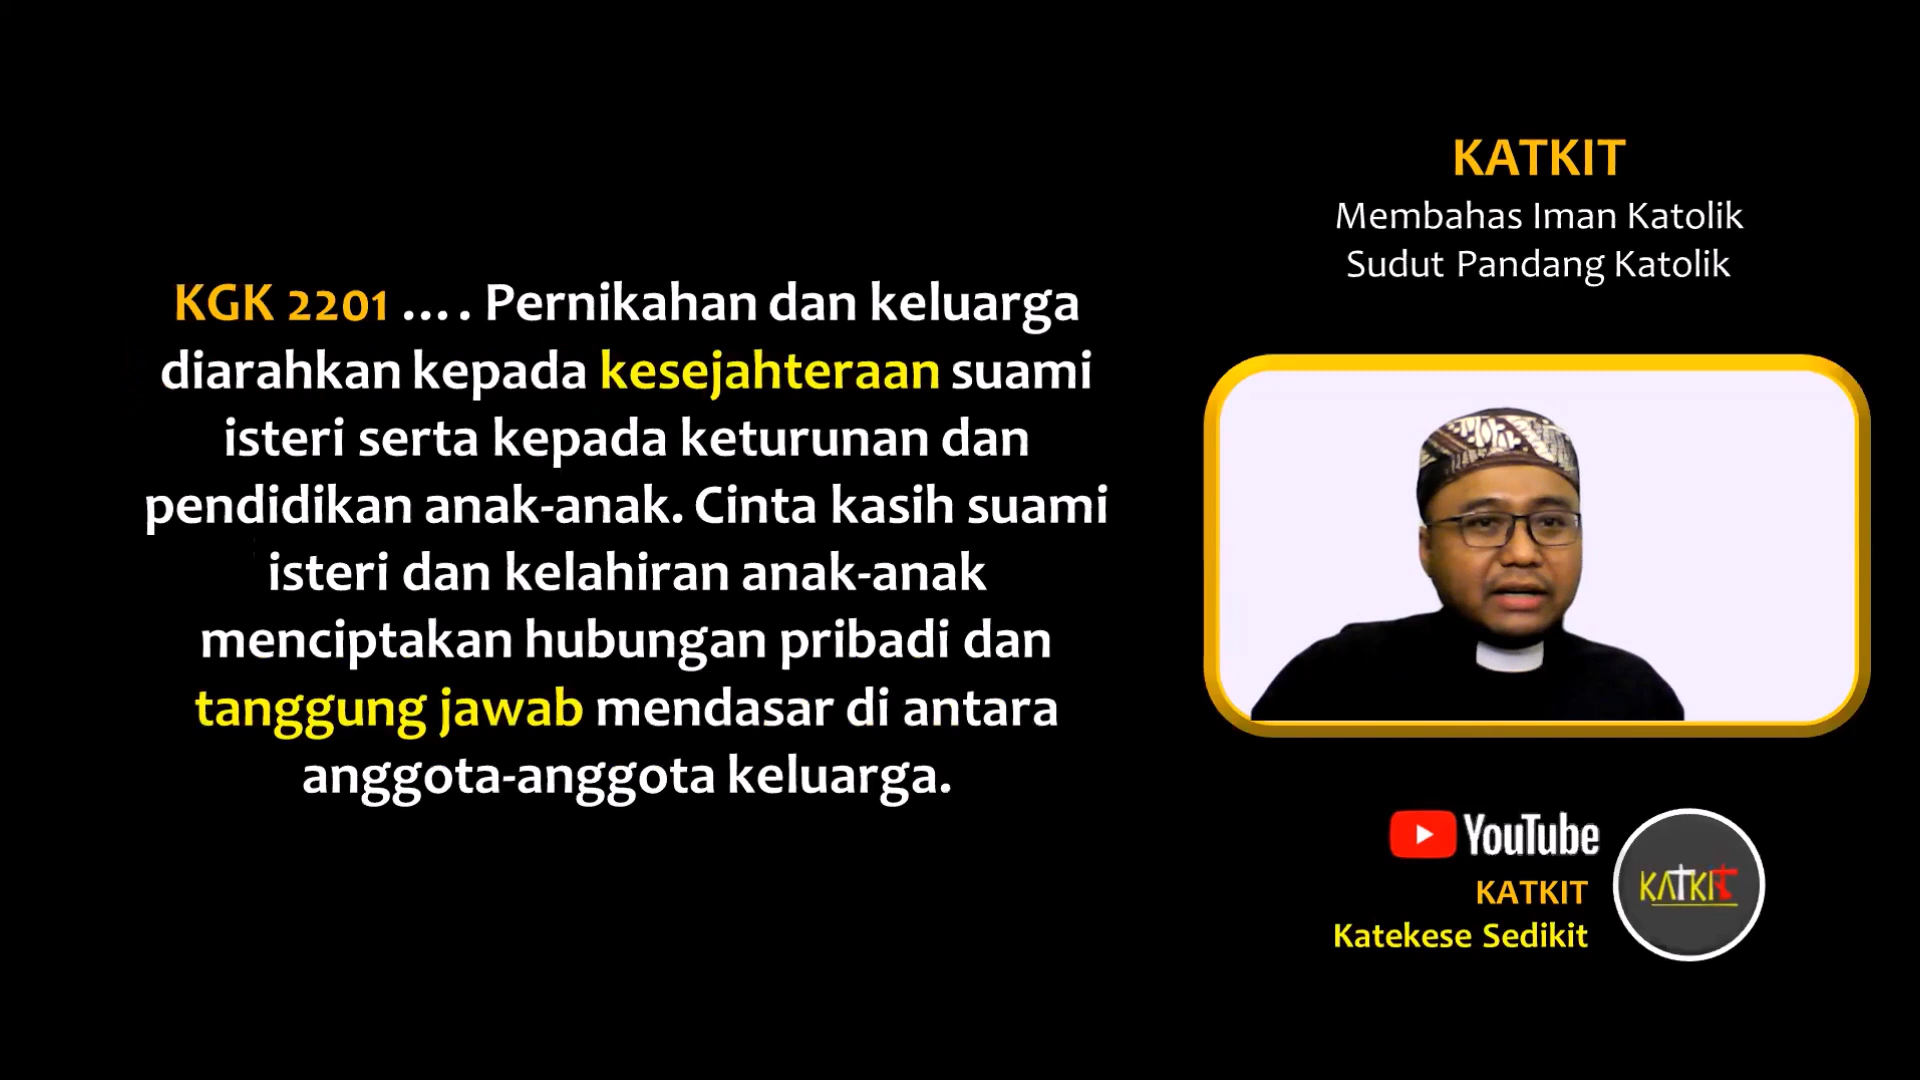 KGK 2201 .... Pernikahan dan keluarga
diarahkan kepada kesejahteraan suami
isteri serta kepada keturunan dan
pendidikan anak-anak. Cinta kasih suami
isteri dan kelahiran anak-anak
menciptakan hubungan pribadi dan
tanggung jawab mendasar di antara
anggota-anggota keluarga.
KATKIT
Membahas Iman Katolik
Sudut Pandang Katolik
YouTube
KATKIT
Katekese Sedikit
KATKIT